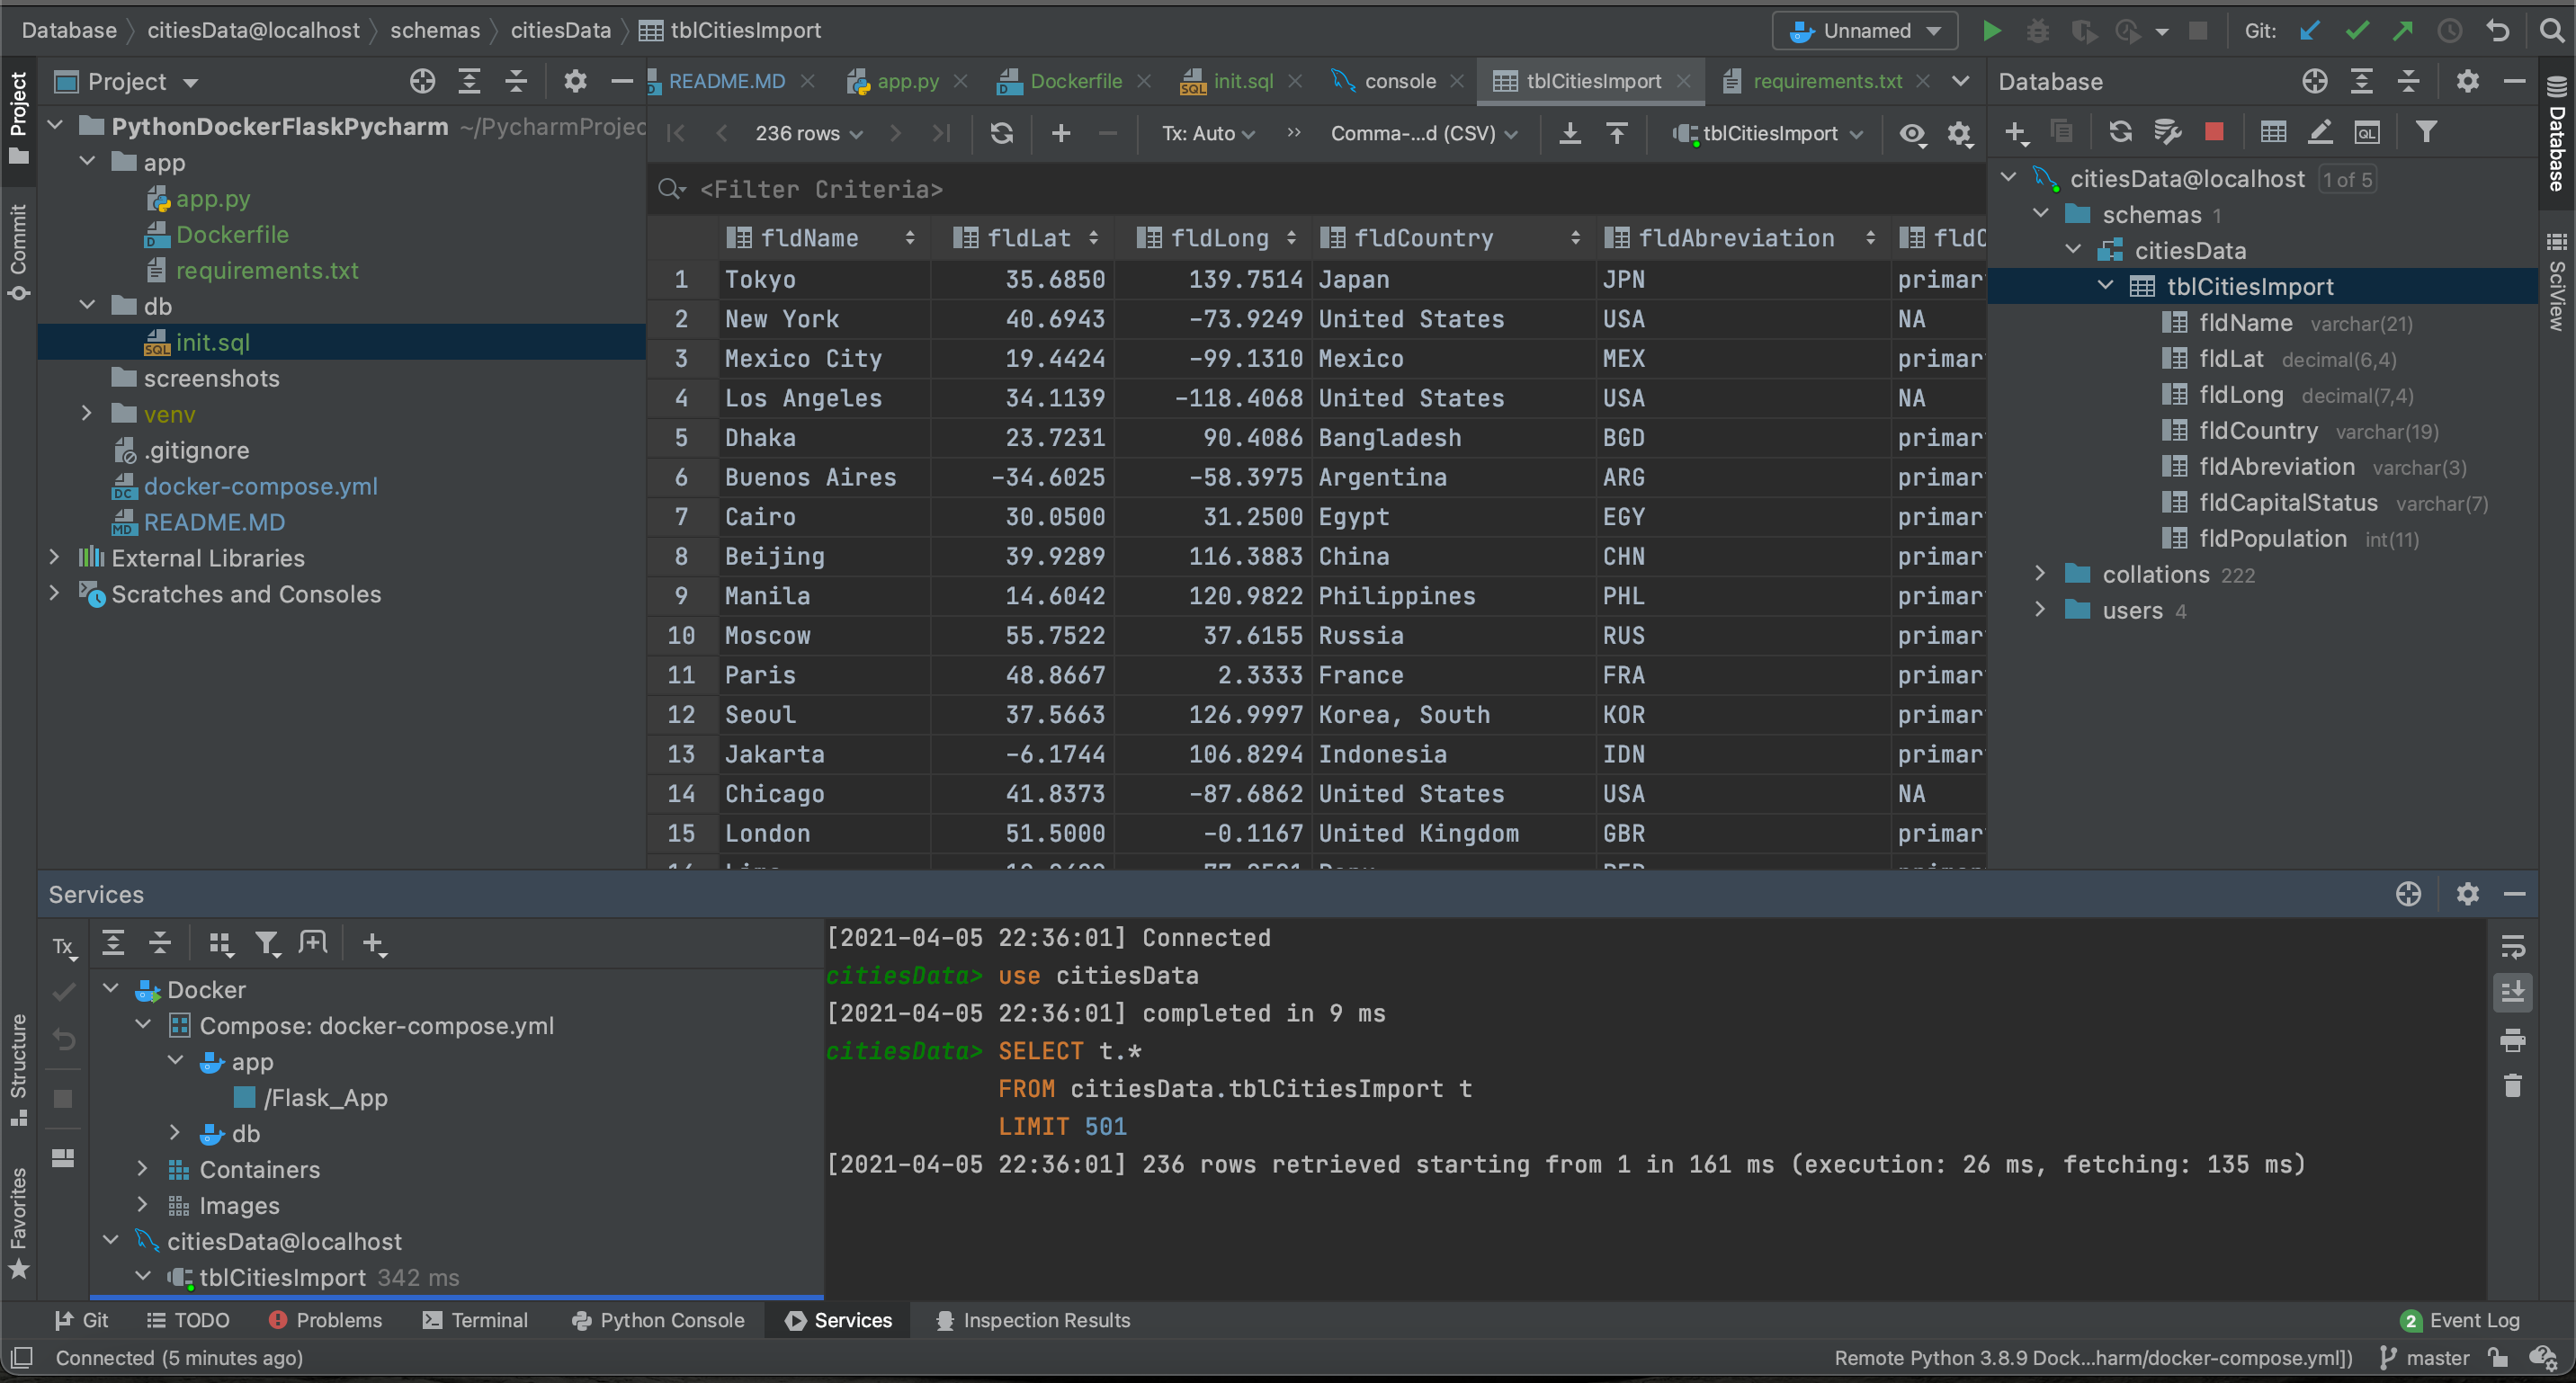 Database citiesData@localhost schemas citiesData tblCitiesImport Unnamed Git:
Project
Commit
Structure
Favorites
Project
PythonDockerFlaskPycharm ~/PycharmProjec
app
app.py
Dockerfile
requirements.txt
db
init.sql
screenshots
venv
.gitignore
docker-compose.yml
README.MD
External Libraries
Scratches and Consoles
README.MD app.py Dockerfile init.sql console tblCitiesImport requirements.txt
236 rows Tx: Auto Comma-...d (CSV) tblCitiesImport
<Filter Criteria>
fldName fldLat fldLong fldCountry fldAbreviation fldC
1 Tokyo 35.6850 139.7514 Japan JPN primar
2 New York 40.6943 -73.9249 United States USA NA
3 Mexico City 19.4424 -99.1310 Mexico MEX primar
4 Los Angeles 34.1139 -118.4068 United States USA NA
5 Dhaka 23.7231 90.4086 Bangladesh BGD primar
6 Buenos Aires -34.6025 -58.3975 Argentina ARG primar
7 Cairo 30.0500 31.2500 Egypt EGY primar
8 Beijing 39.9289 116.3883 China CHN primar
9 Manila 14.6042 120.9822 Philippines PHL primar
10 Moscow 55.7522 37.6155 Russia RUS primar
11 Paris 48.8667 2.3333 France FRA primar
12 Seoul 37.5663 126.9997 Korea, South KOR primar
13 Jakarta -6.1744 106.8294 Indonesia IDN primar
14 Chicago 41.8373 -87.6862 United States USA NA
15 London 51.5000 -0.1167 United Kingdom GBR primar
Database
citiesData@localhost 1 of 5
schemas 1
citiesData
tblCitiesImport
fldName varchar(21)
fldLat decimal(6,4)
fldLong decimal(7,4)
fldCountry varchar(19)
fldAbreviation varchar(3)
fldCapitalStatus varchar(7)
fldPopulation int(11)
collations 222
users 4
Database
SciView
Services
Tx
Docker
Compose: docker-compose.yml
app
/Flask_App
db
Containers
Images
citiesData@localhost
tblCitiesImport 342 ms
[2021-04-05 22:36:01] Connected
citiesData> use citiesData
[2021-04-05 22:36:01] completed in 9 ms
citiesData> SELECT t.*
FROM citiesData.tblCitiesImport t
LIMIT 501
[2021-04-05 22:36:01] 236 rows retrieved starting from 1 in 161 ms (execution: 26 ms, fetching: 135 ms)
Git TODO Problems Terminal Python Console Services Inspection Results 2 Event Log
Connected (5 minutes ago) Remote Python 3.8.9 Dock...harm/docker-compose.yml]) master